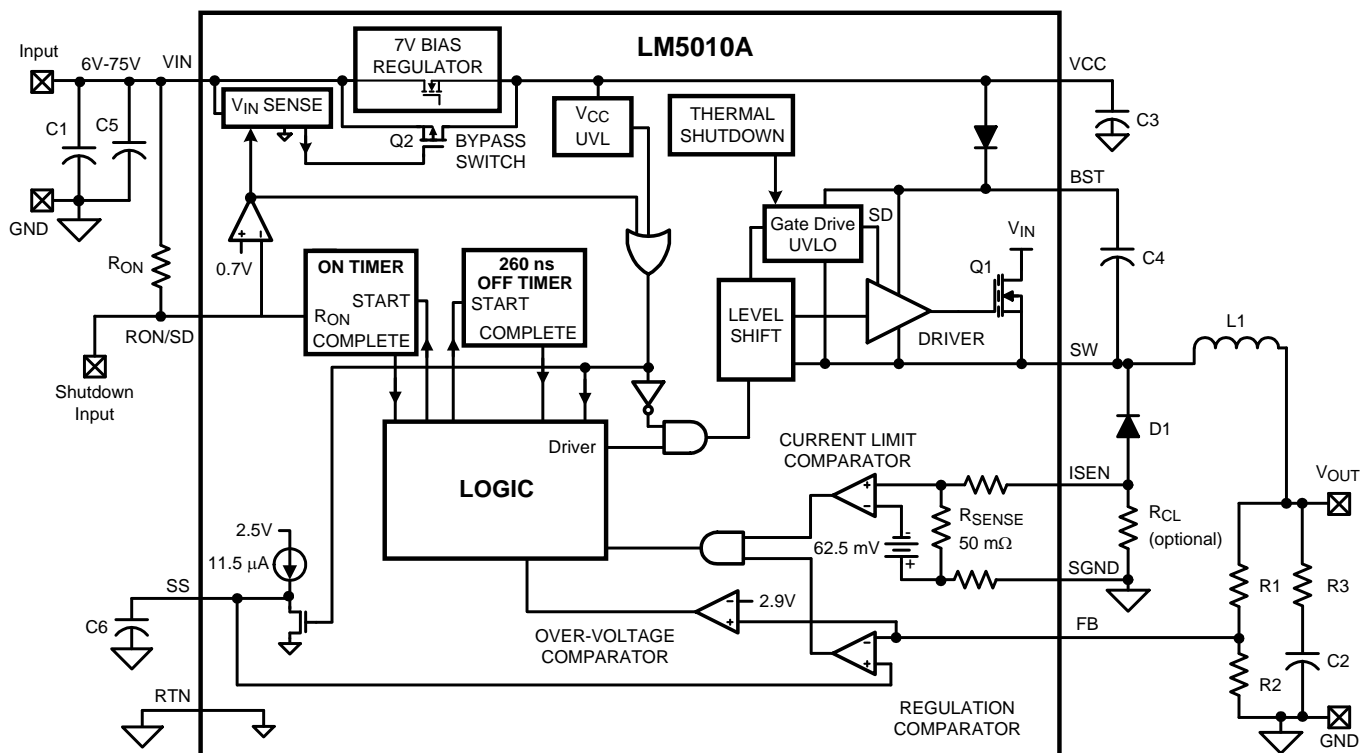 LM5010A
Input
6V-75V
VIN
7V BIAS
REGULATOR
VCC
C1
C5
VIN SENSE
Q2
BYPASS
SWITCH
VCC
UVL
THERMAL
SHUTDOWN
C3
GND
BST
RON
+
-
0.7V
ON TIMER
START
RON
COMPLETE
260 ns
OFF TIMER
START
COMPLETE
Gate Drive
UVLO
SD
VIN
Q1
C4
LEVEL
SHIFT
DRIVER
RON/SD
SW
L1
Shutdown
Input
Driver
LOGIC
D1
CURRENT LIMIT
COMPARATOR
ISEN
VOUT
+
-
-
+
62.5 mV
RSENSE
50 mΩ
RCL
(optional)
SGND
2.5V
11.5 μA
SS
C6
-
+
2.9V
OVER-VOLTAGE
COMPARATOR
FB
-
+
R1
R3
C2
R2
RTN
REGULATION
COMPARATOR
GND